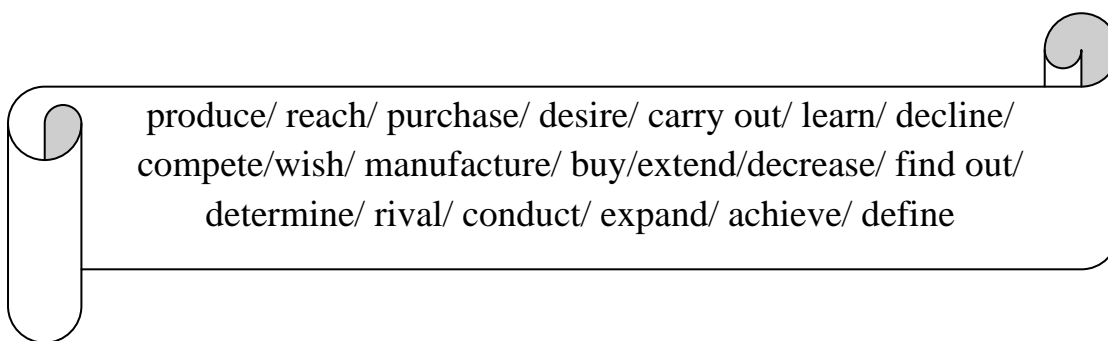 produce/ reach/ purchase/ desire/ carry out/ learn/ decline/
compete/wish/ manufacture/ buy/extend/decrease/ find out/
determine/ rival/ conduct/ expand/ achieve/ define